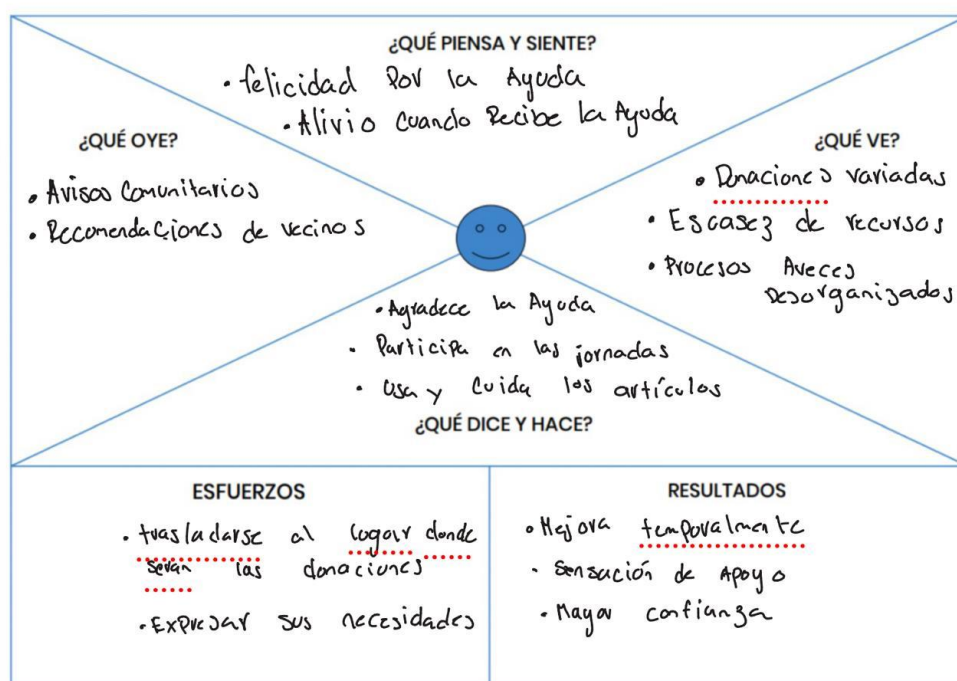 ¿QUÉ PIENSA Y SIENTE?
• felicidad por la Ayuda
• Alivio cuando Recibe la Ayuda
¿QUÉ OYE?
• Avisos Comunitarios
• Recomendaciones de vecinos
¿QUÉ VE?
• Donaciones variadas
• Escasez de recursos
• Procesos Aveces
Desorganizados
• Agradece la Ayuda
• Participa en las jornadas
• Usa y cuida los artículos
¿QUÉ DICE Y HACE?
ESFUERZOS
• trasladarse al lugar donde
seran las donaciones
• Expresar sus necesidades
RESULTADOS
• Mejora temporalmente
• Sensación de Apoyo
• Mayor confianza